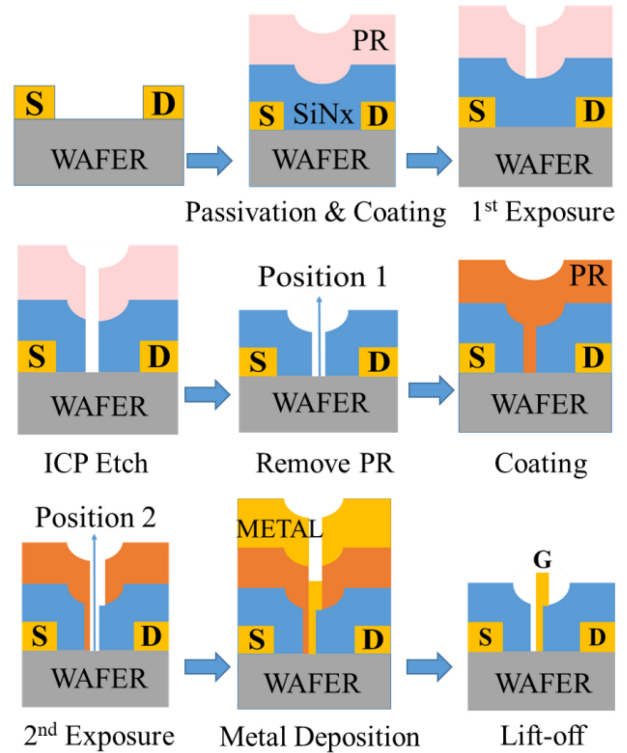 PR
S D
WAFER
S SiNx D
WAFER
S D
WAFER
Passivation & Coating
1st Exposure
S D
WAFER
Position 1
S D
WAFER
PR
S D
WAFER
ICP Etch
Remove PR
Coating
Position 2
S D
WAFER
METAL
S D
WAFER
G
S D
WAFER
2nd Exposure
Metal Deposition
Lift-off